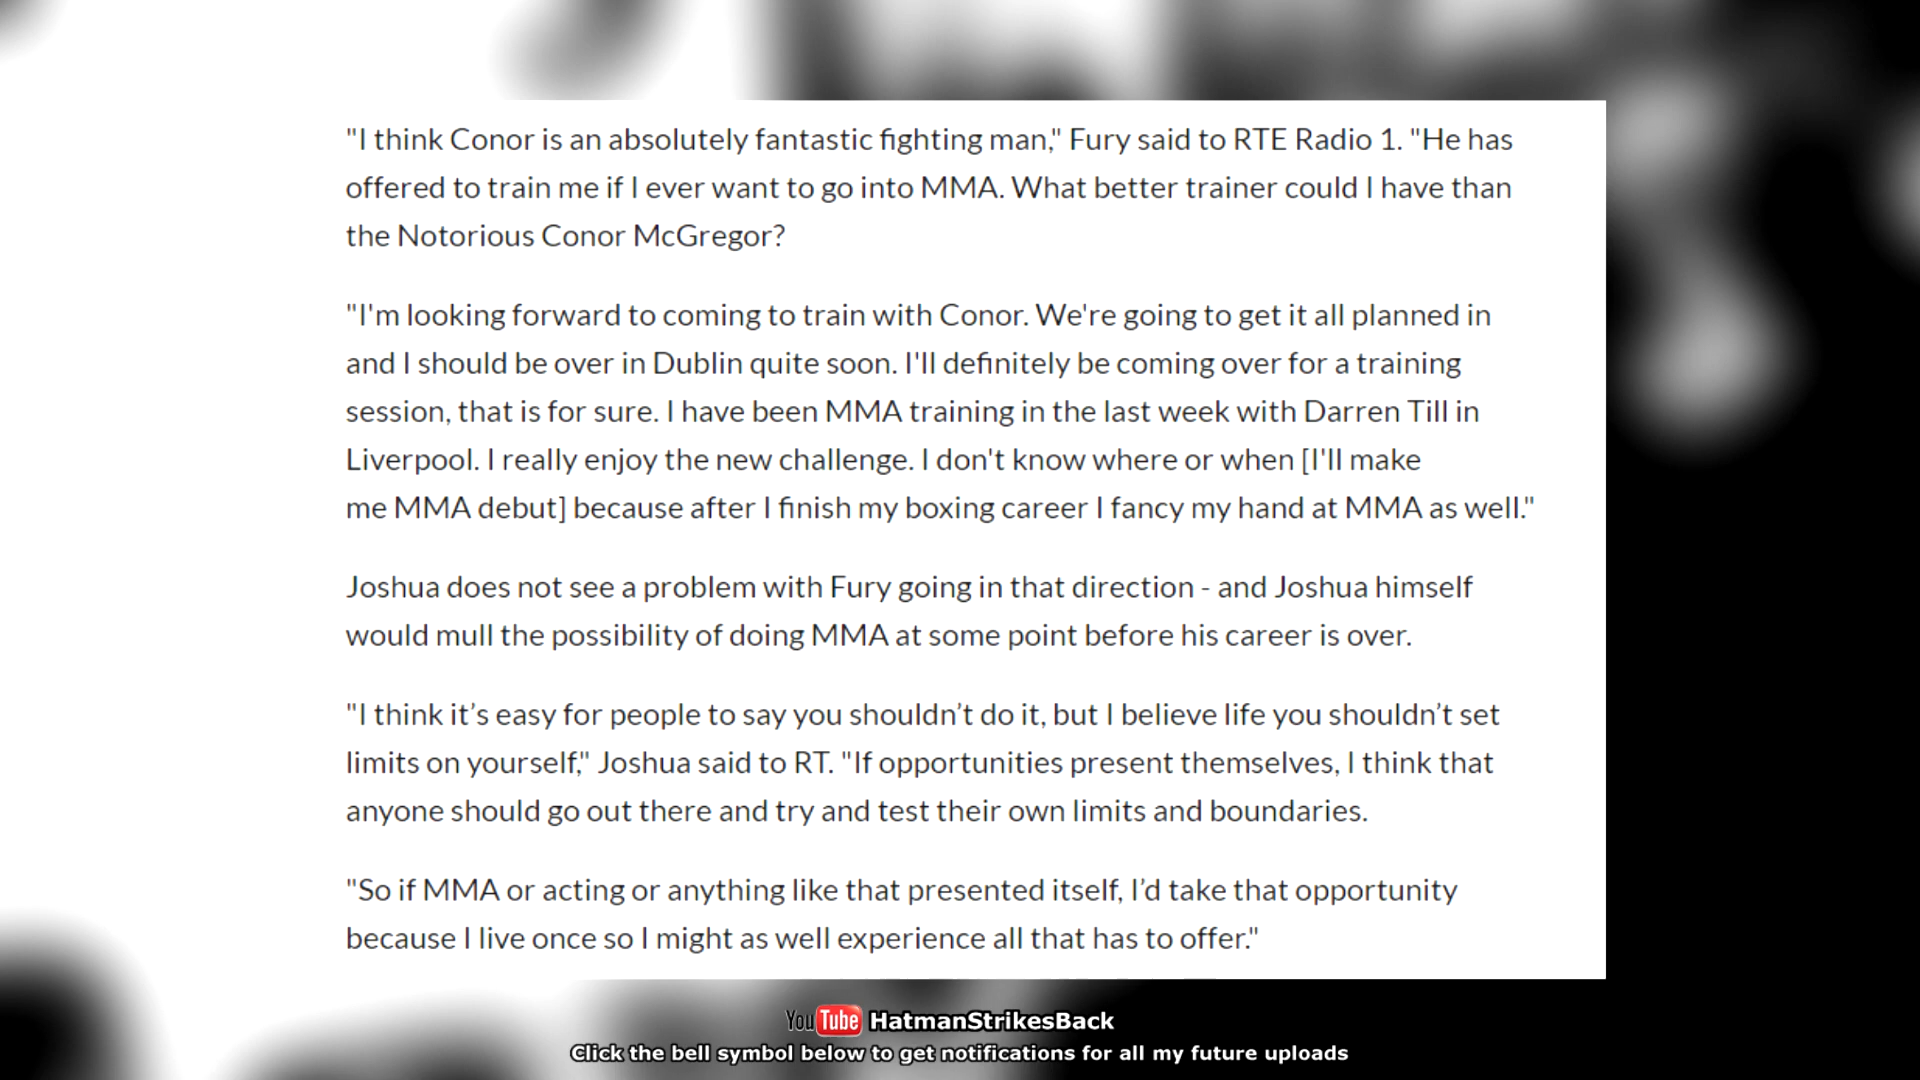 "I think Conor is an absolutely fantastic fighting man," Fury said to RTE Radio 1. "He has
offered to train me if I ever want to go into MMA. What better trainer could I have than
the Notorious Conor McGregor?
"I'm looking forward to coming to train with Conor. We're going to get it all planned in
and I should be over in Dublin quite soon. I'll definitely be coming over for a training
session, that is for sure. I have been MMA training in the last week with Darren Till in
Liverpool. I really enjoy the new challenge. I don't know where or when [I'll make
me MMA debut] because after I finish my boxing career I fancy my hand at MMA as well."
Joshua does not see a problem with Fury going in that direction - and Joshua himself
would mull the possibility of doing MMA at some point before his career is over.
"I think it’s easy for people to say you shouldn’t do it, but I believe life you shouldn’t set
limits on yourself," Joshua said to RT. "If opportunities present themselves, I think that
anyone should go out there and try and test their own limits and boundaries.
"So if MMA or acting or anything like that presented itself, I’d take that opportunity
because I live once so I might as well experience all that has to offer."
YouTube HatmanStrikesBack
Click the bell symbol below to get notifications for all my future uploads